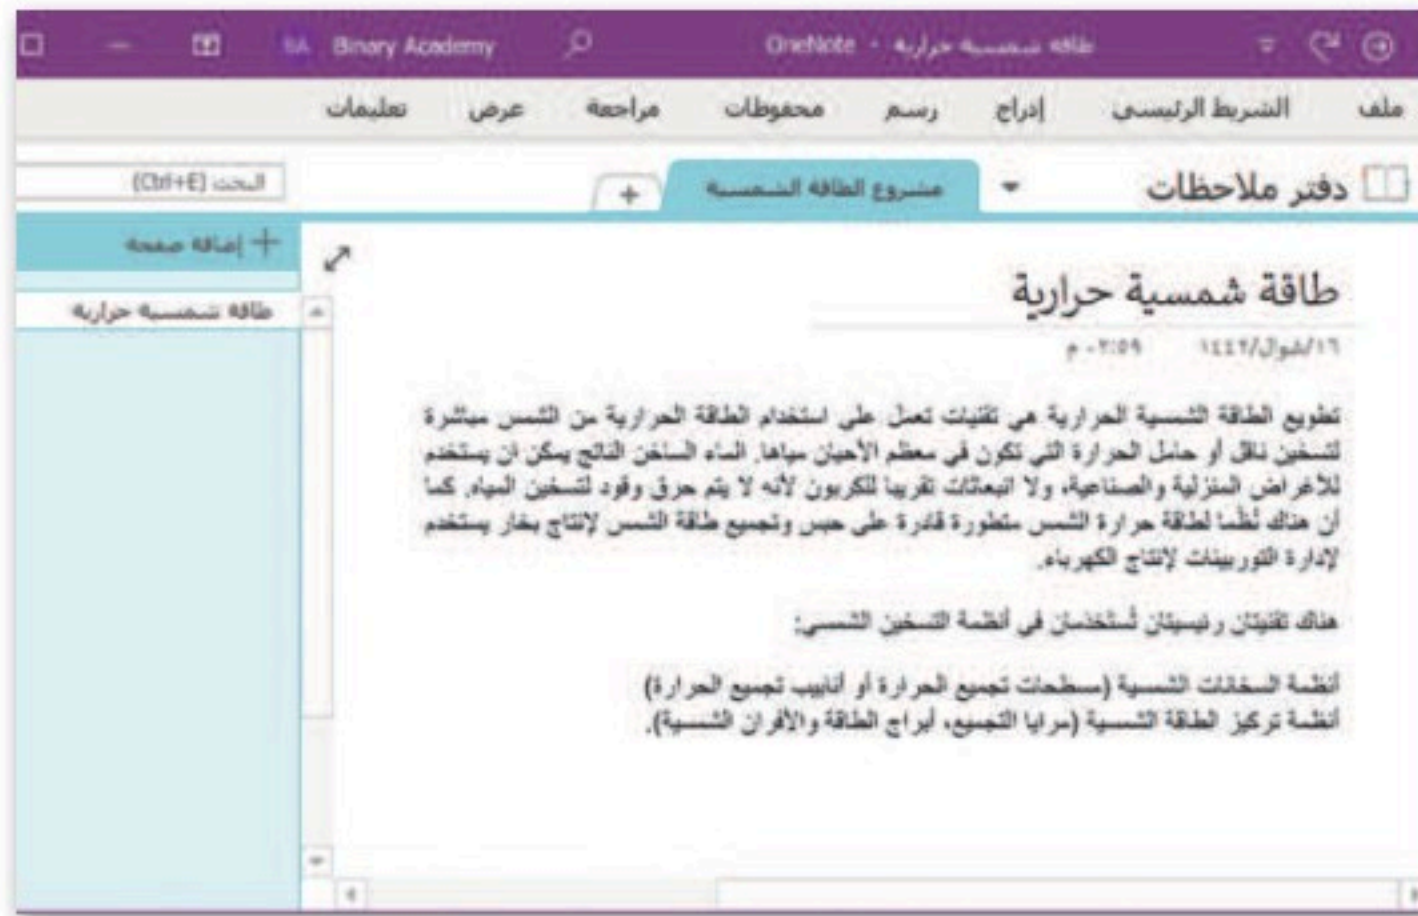 طاقة شمسية حرارية - OneNote
Binary Academy
BA
ملف الشريط الرئيسي إدراج رسم محفوظات مراجعة عرض تعليمات
دفتر ملاحظات
مشروع الطاقة الشمسية
+
البحث (Ctrl+E)
+ إضافة صفحة
طاقة شمسية حرارية
طاقة شمسية حرارية
١٦/شوال/١٤٤٢ ٠٢:٥٩ م
تطويع الطاقة الشمسية الحرارية هي تقنيات تعمل على استخدام الطاقة الحرارية من الشمس مباشرة
لتسخين ناقل أو حامل الحرارة التي تكون في معظم الأحيان مياها. الماء الساخن الناتج يمكن ان يستخدم
للأغراض المنزلية والصناعية، ولا انبعاثات تقريبا للكربون لأنه لا يتم حرق وقود لتسخين المياه. كما
أن هناك نُظُما لطاقة حرارة الشمس متطورة قادرة على حبس وتجميع طاقة الشمس لإنتاج بخار يستخدم
لإدارة التوربينات لإنتاج الكهرباء.
هناك تقنيتان رئيسيتان تُستخدمان في أنظمة التسخين الشمسي:
أنظمة السخانات الشمسية (مسطحات تجميع الحرارة أو أنابيب تجميع الحرارة)
أنظمة تركيز الطاقة الشمسية (مرايا التجميع، أبراج الطاقة والأفران الشمسية).